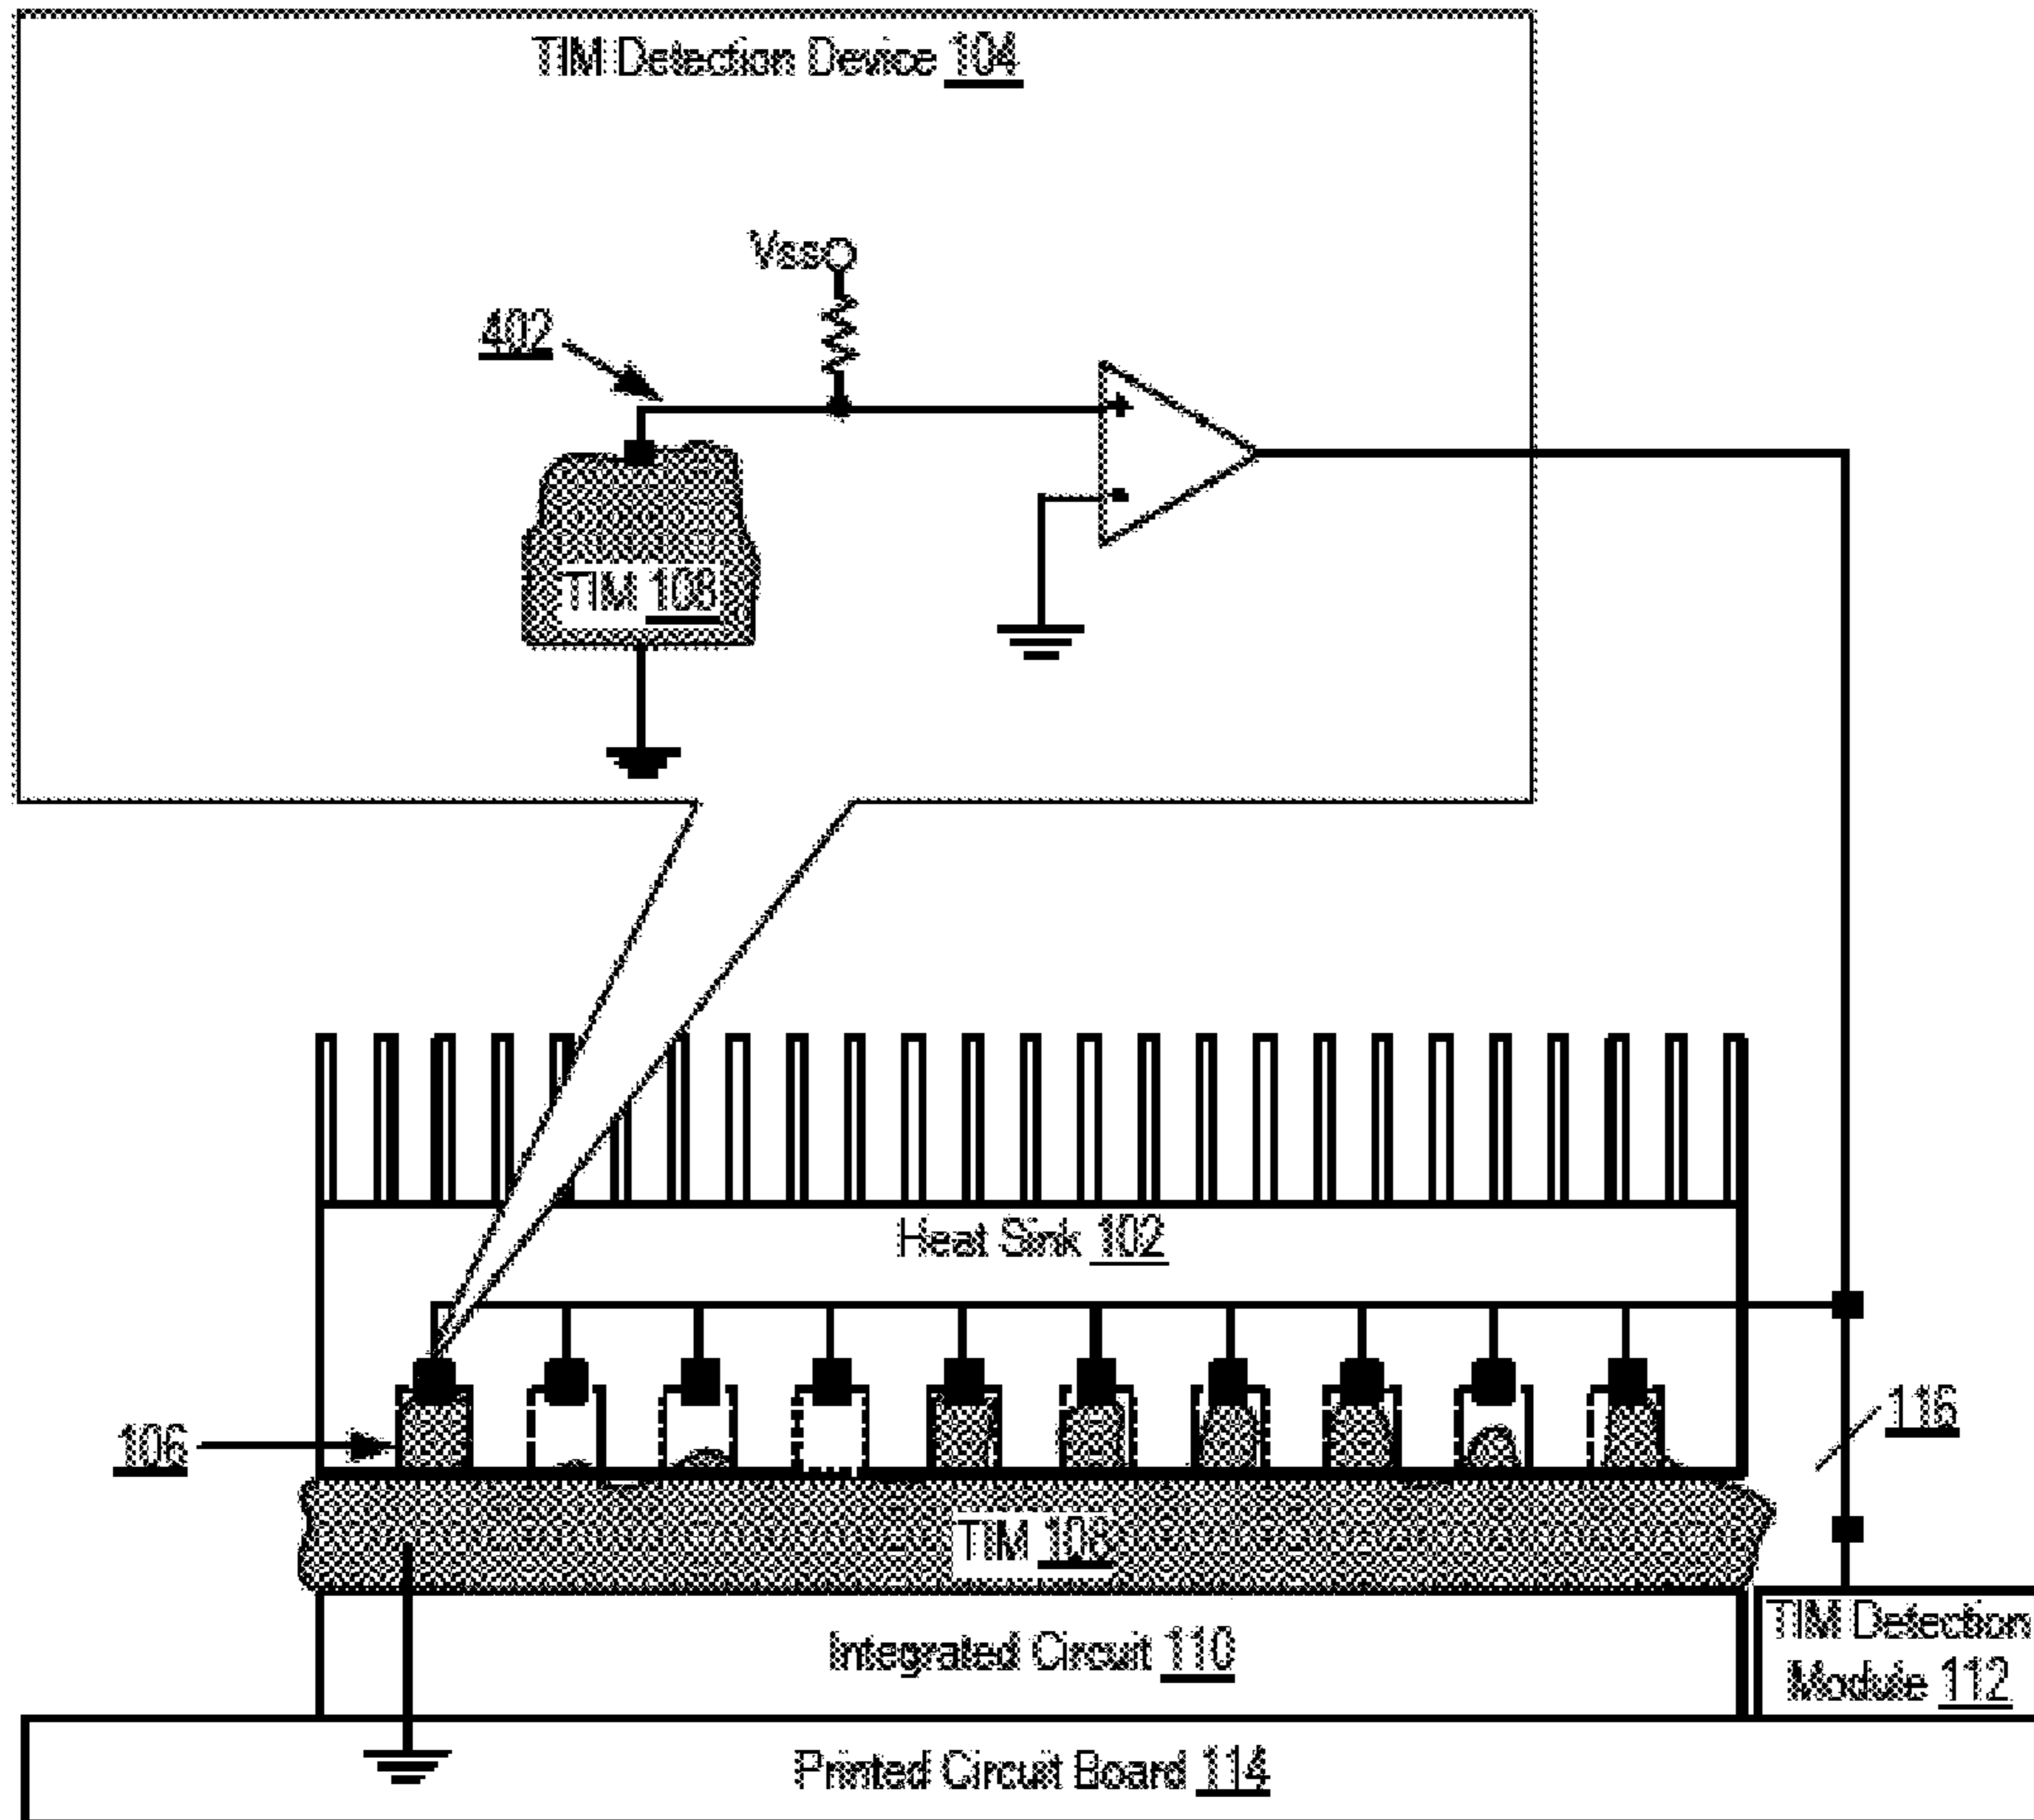 TIM Detection Device 104
Vss
402
+
-
TIM 108
Heat Sink 102
106
116
TIM 108
Integrated Circuit 110
TIM Detection
Module 112
Printed Circuit Board 114